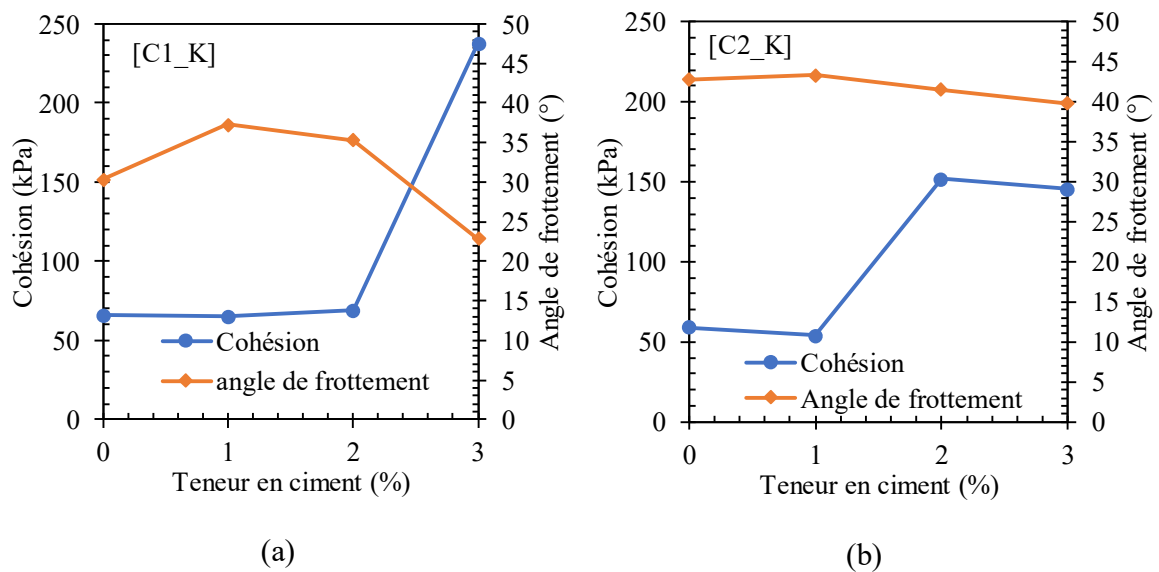 [C1_K]
250
200
150
100
50
0
Cohésion (kPa)
50
45
40
35
30
25
20
15
10
5
0
Angle de frottement (°)
Cohésion
angle de frottement
0 1 2 3
Teneur en ciment (%)
(a)
[C2_K]
250
200
150
100
50
0
Cohésion (kPa)
50
45
40
35
30
25
20
15
10
5
0
Angle de frottement (°)
Cohésion
Angle de frottement
0 1 2 3
Teneur en ciment (%)
(b)